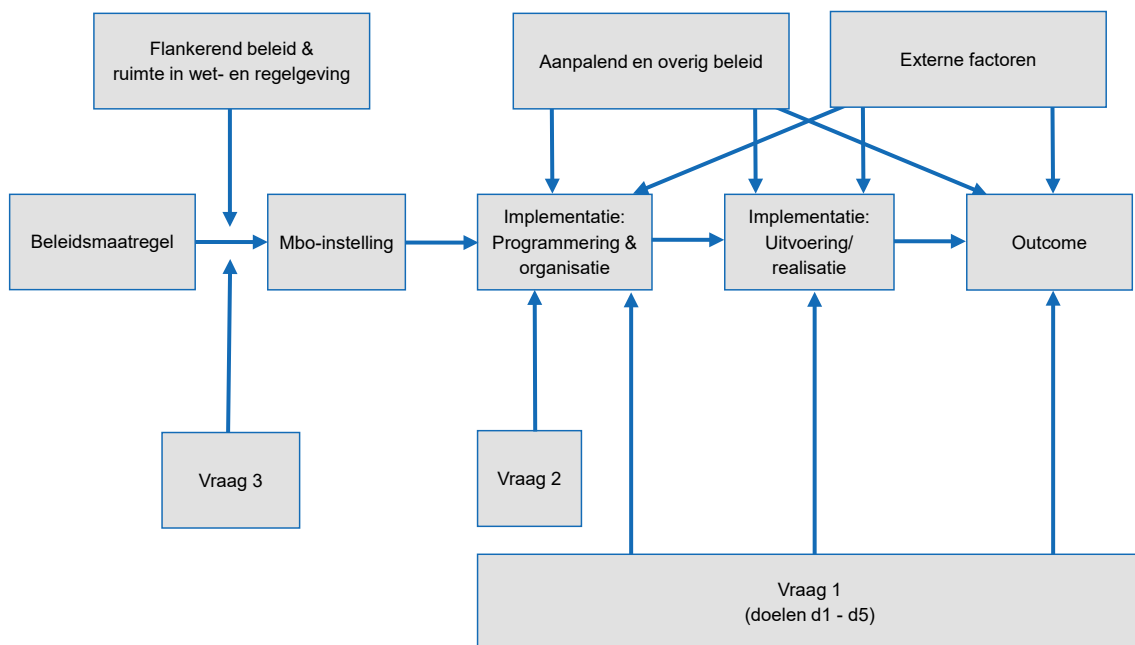 Flankerend beleid &
ruimte in wet- en regelgeving
Aanpalend en overig beleid
Externe factoren
Beleidsmaatregel
Mbo-instelling
Implementatie:
Programmering &
organisatie
Implementatie:
Uitvoering/
realisatie
Outcome
Vraag 3
Vraag 2
Vraag 1
(doelen d1 - d5)